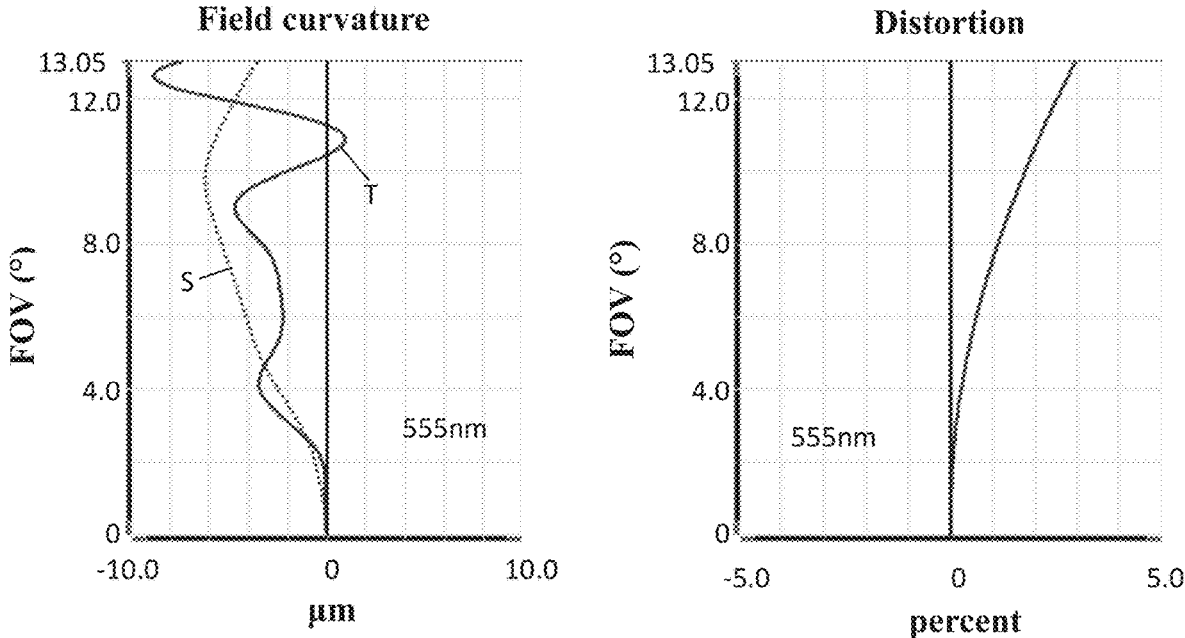 Field curvature
13.05
12.0
8.0
4.0
0
FOV (°)
S
T
555nm
-10.0
0
10.0
µm
Distortion
13.05
12.0
8.0
4.0
0
FOV (°)
555nm
-5.0
0
5.0
percent